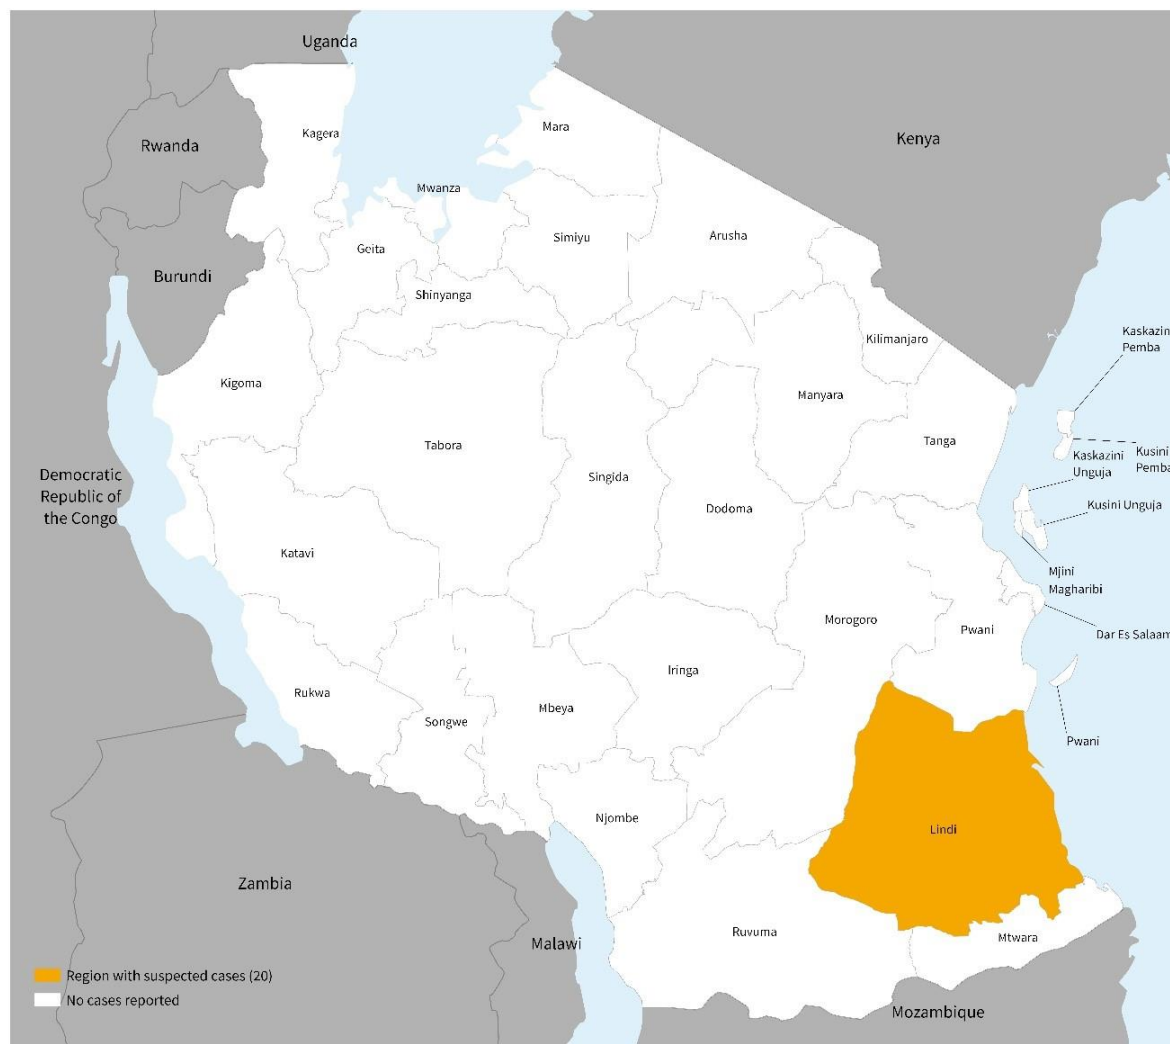 Uganda
Kagera
Mara
Rwanda
Kenya
Mwanza
Simiyu
Arusha
Geita
Burundi
Shinyanga
Kaskazin
Pemba
Kilimanjaro
Kigoma
Manyara
Tabora
Tanga
Kusini
Pemba
Kaskazini
Unguja
Singida
Democratic
Republic of
the Congo
Kusini Unguja
Dodoma
Katavi
Mjini
Magharibi
Morogoro
Pwani
Dar Es Salaam
Iringa
Rukwa
Songwe
Mbeya
Pwani
Njombe
Lindi
Zambia
Ruvuma
Mtwara
Malawi
Region with suspected cases (20)
No cases reported
Mozambique